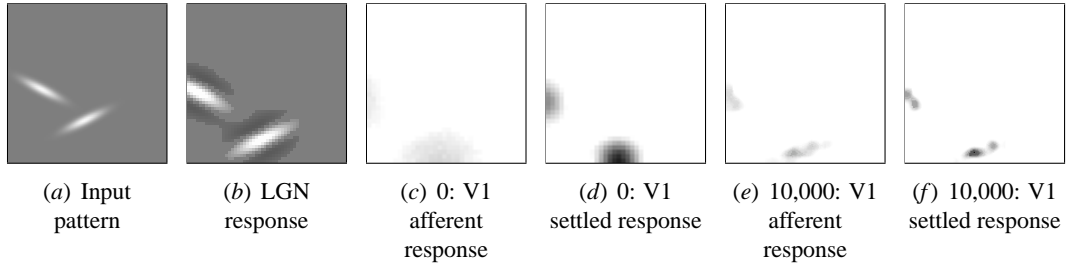 (a) Input
pattern
(b) LGN
response
(c) 0: V1
afferent
response
(d) 0: V1
settled response
(e) 10,000: V1
afferent
response
(f) 10,000: V1
settled response